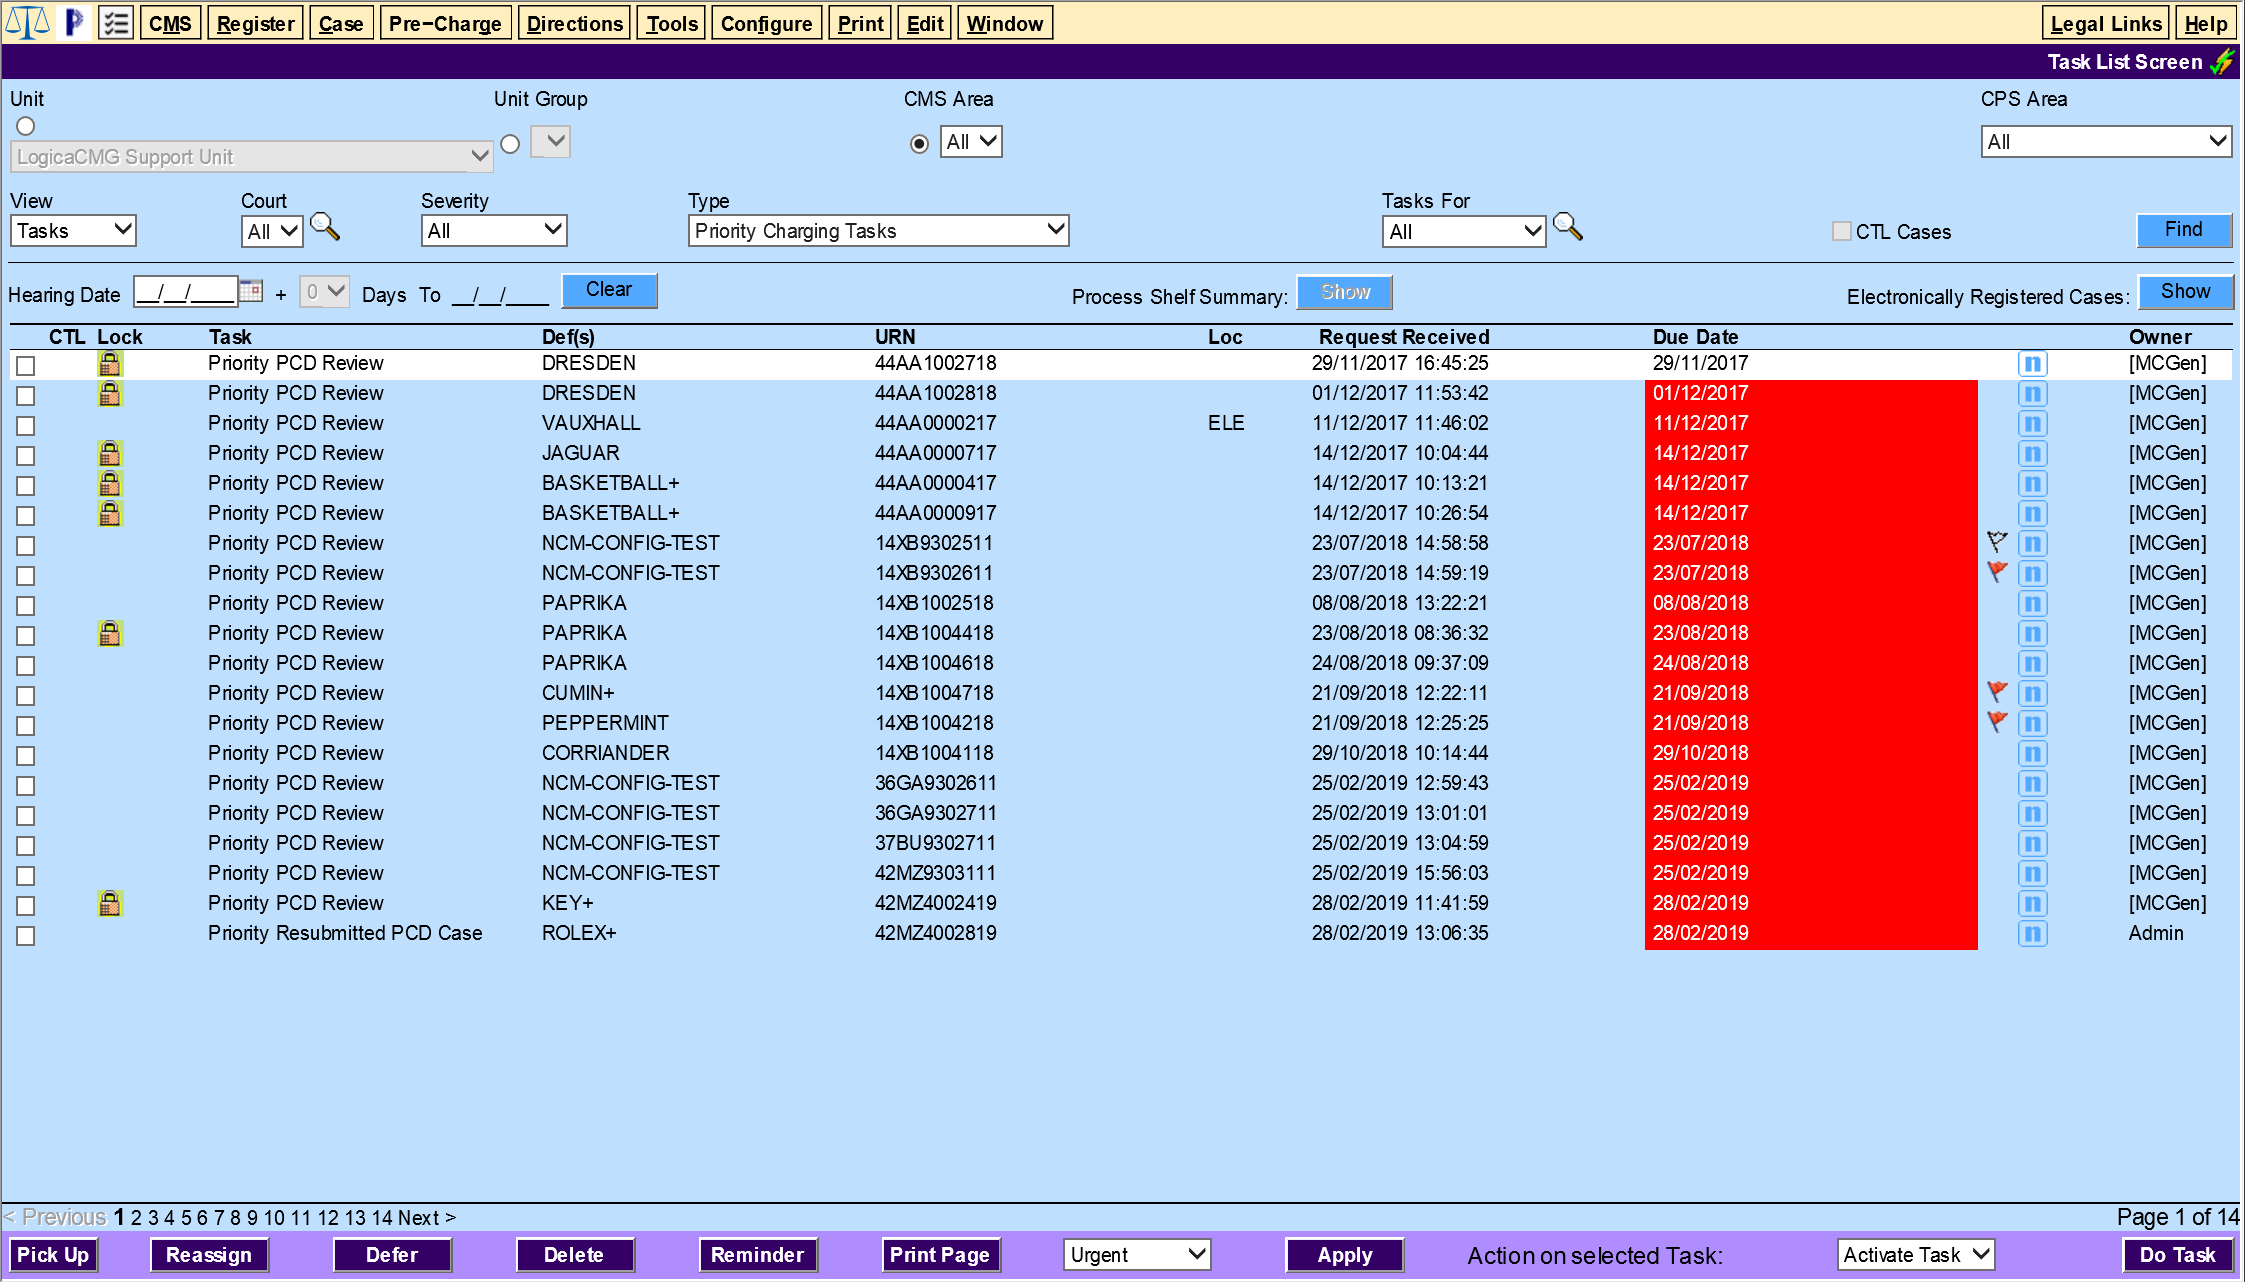 CMS Register Case Pre-Charge Directions Tools Configure Print Edit Window Legal Links Help
Task List Screen
Unit Unit Group CMS Area CPS Area
LogicaCMG Support Unit All All
View Court Severity Type Tasks For
Tasks All All Priority Charging Tasks All CTL Cases Find
Hearing Date __/__/____ + 0 Days To __/__/____ Clear Process Shelf Summary: Show Electronically Registered Cases: Show
CTL Lock Task Def(s) URN Loc Request Received Due Date Owner
Priority PCD Review DRESDEN 44AA1002718 29/11/2017 16:45:25 29/11/2017 n [MCGen]
Priority PCD Review DRESDEN 44AA1002818 01/12/2017 11:53:42 01/12/2017 n [MCGen]
Priority PCD Review VAUXHALL 44AA0000217 ELE 11/12/2017 11:46:02 11/12/2017 n [MCGen]
Priority PCD Review JAGUAR 44AA0000717 14/12/2017 10:04:44 14/12/2017 n [MCGen]
Priority PCD Review BASKETBALL+ 44AA0000417 14/12/2017 10:13:21 14/12/2017 n [MCGen]
Priority PCD Review BASKETBALL+ 44AA0000917 14/12/2017 10:26:54 14/12/2017 n [MCGen]
Priority PCD Review NCM-CONFIG-TEST 14XB9302511 23/07/2018 14:58:58 23/07/2018 n [MCGen]
Priority PCD Review NCM-CONFIG-TEST 14XB9302611 23/07/2018 14:59:19 23/07/2018 n [MCGen]
Priority PCD Review PAPRIKA 14XB1002518 08/08/2018 13:22:21 08/08/2018 n [MCGen]
Priority PCD Review PAPRIKA 14XB1004418 23/08/2018 08:36:32 23/08/2018 n [MCGen]
Priority PCD Review PAPRIKA 14XB1004618 24/08/2018 09:37:09 24/08/2018 n [MCGen]
Priority PCD Review CUMIN+ 14XB1004718 21/09/2018 12:22:11 21/09/2018 n [MCGen]
Priority PCD Review PEPPERMINT 14XB1004218 21/09/2018 12:25:25 21/09/2018 n [MCGen]
Priority PCD Review CORRIANDER 14XB1004118 29/10/2018 10:14:44 29/10/2018 n [MCGen]
Priority PCD Review NCM-CONFIG-TEST 36GA9302611 25/02/2019 12:59:43 25/02/2019 n [MCGen]
Priority PCD Review NCM-CONFIG-TEST 36GA9302711 25/02/2019 13:01:01 25/02/2019 n [MCGen]
Priority PCD Review NCM-CONFIG-TEST 37BU9302711 25/02/2019 13:04:59 25/02/2019 n [MCGen]
Priority PCD Review NCM-CONFIG-TEST 42MZ9303111 25/02/2019 15:56:03 25/02/2019 n [MCGen]
Priority PCD Review KEY+ 42MZ4002419 28/02/2019 11:41:59 28/02/2019 n [MCGen]
Priority Resubmitted PCD Case ROLEX+ 42MZ4002819 28/02/2019 13:06:35 28/02/2019 n Admin
< Previous 1 2 3 4 5 6 7 8 9 10 11 12 13 14 Next > Page 1 of 14
Pick Up Reassign Defer Delete Reminder Print Page Urgent Apply Action on selected Task: Activate Task Do Task